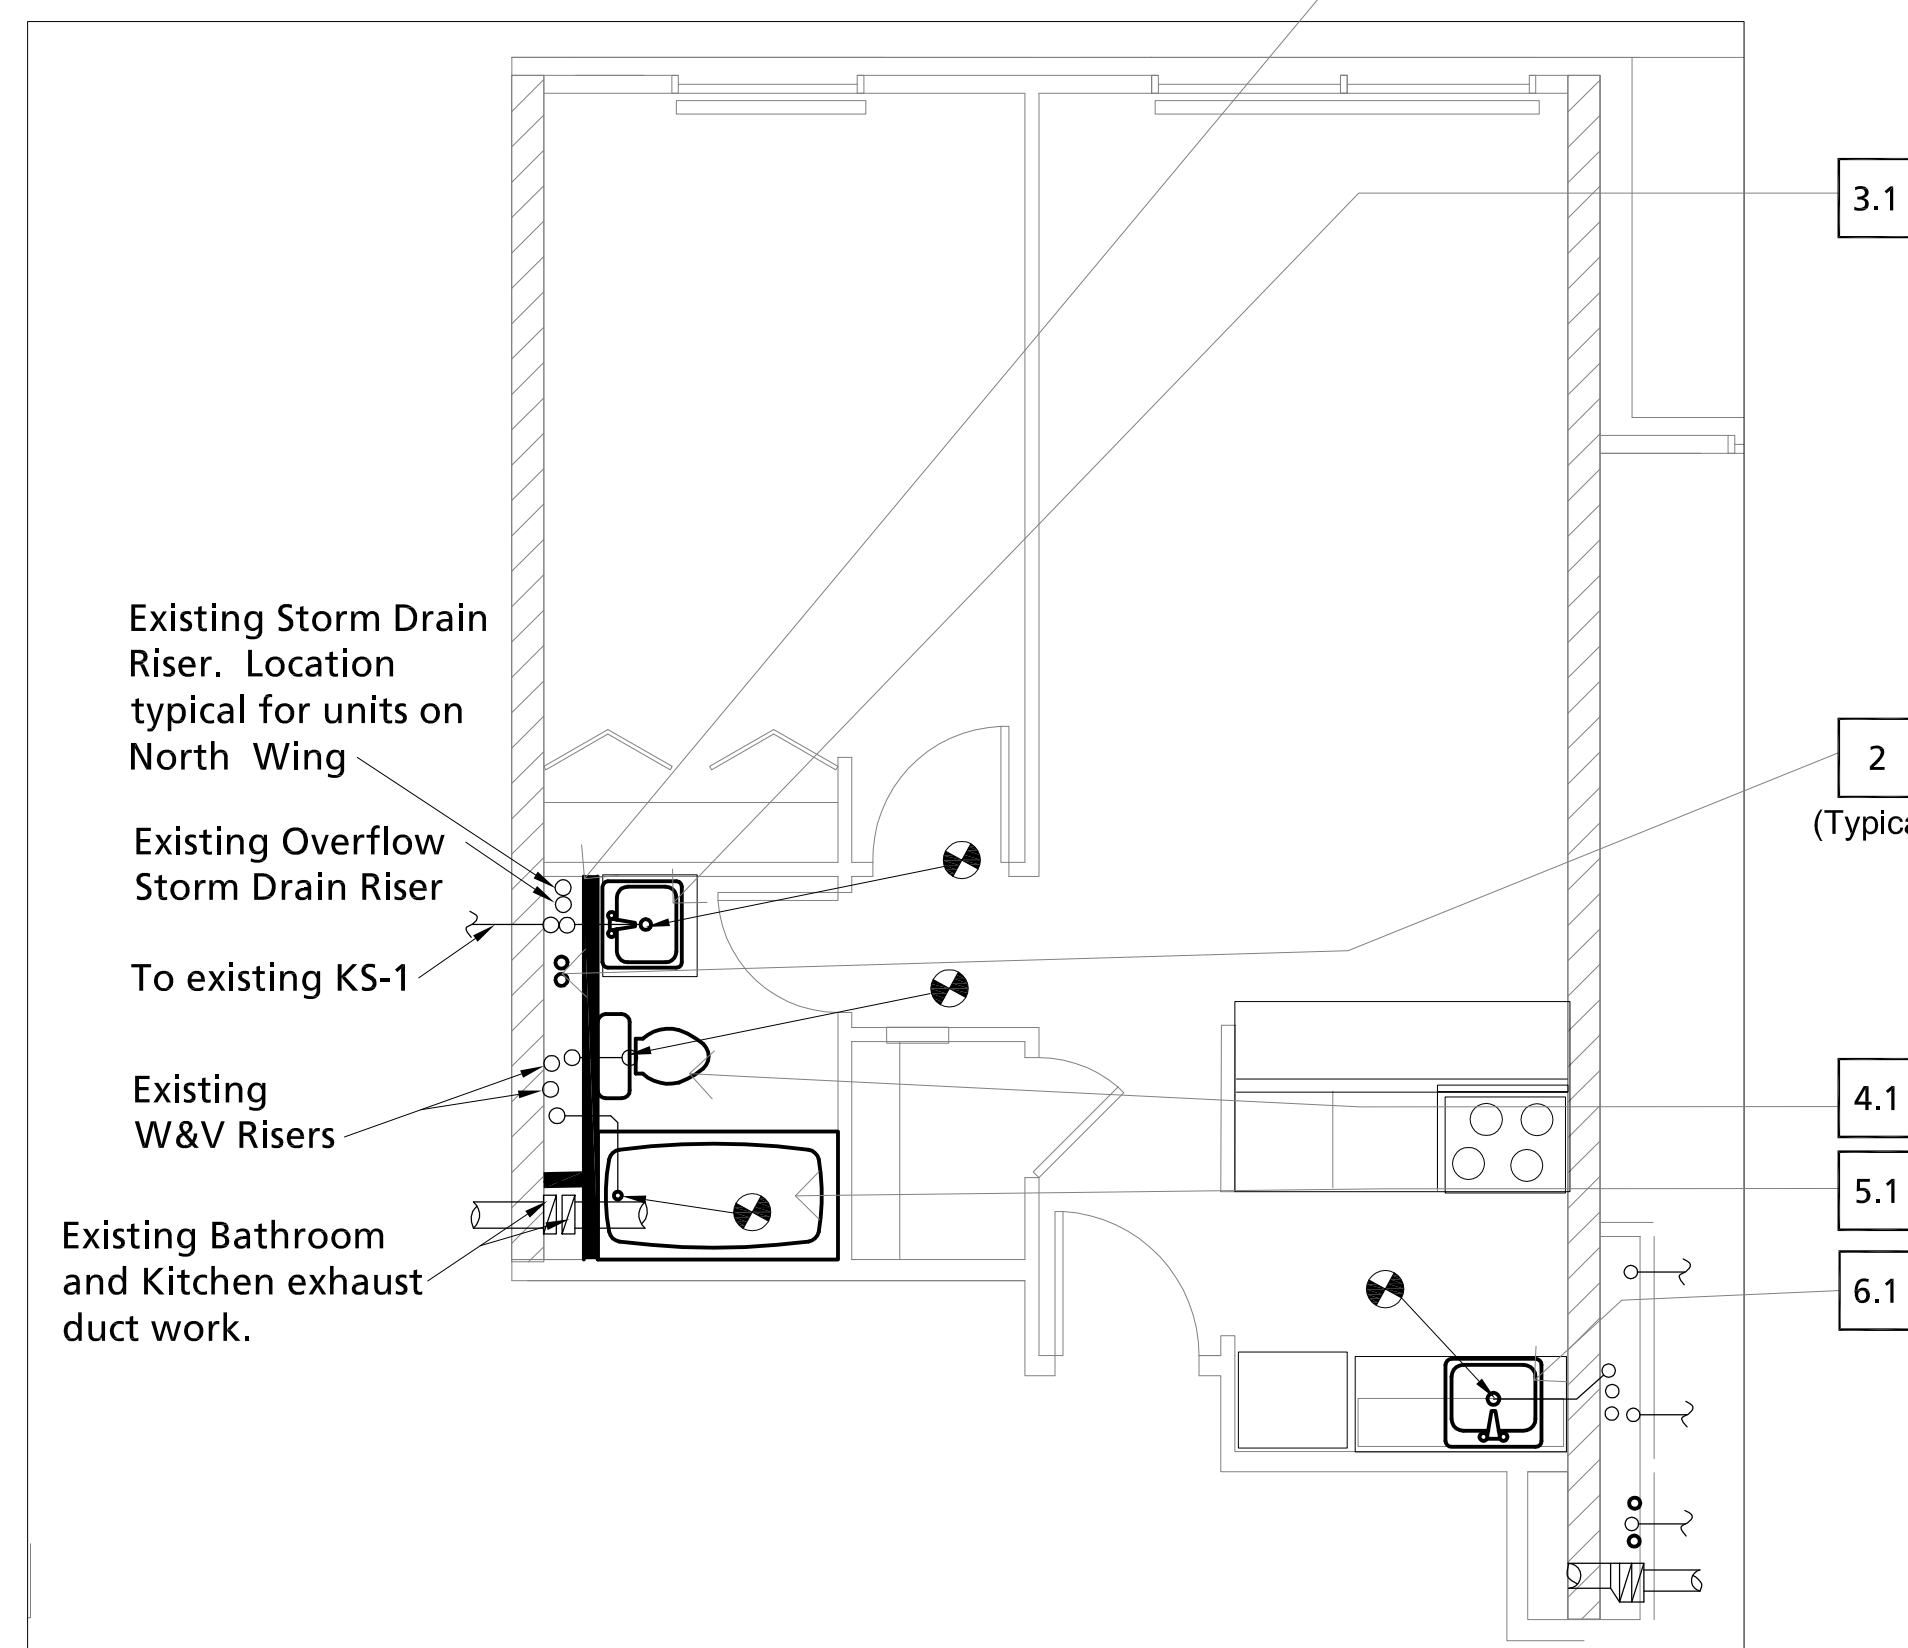 3.1
Existing Storm Drain
Riser. Location
typical for units on
North Wing
2
(Typica
Existing Overflow
Storm Drain Riser
To existing KS-1
Existing
W&V Risers
4.1
5.1
Existing Bathroom
and Kitchen exhaust
duct work.
6.1